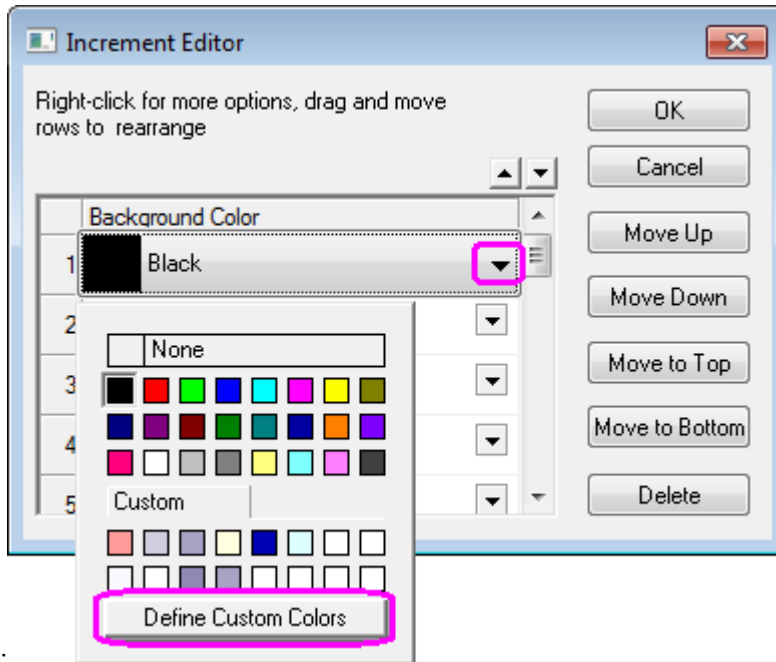 Increment Editor
Right-click for more options, drag and move
rows to  rearrange
OK
Cancel
Background Color
Move Up
1
Black
Move Down
2
None
Move to Top
3
Move to Bottom
4
Custom
5
Delete
Define Custom Colors
.